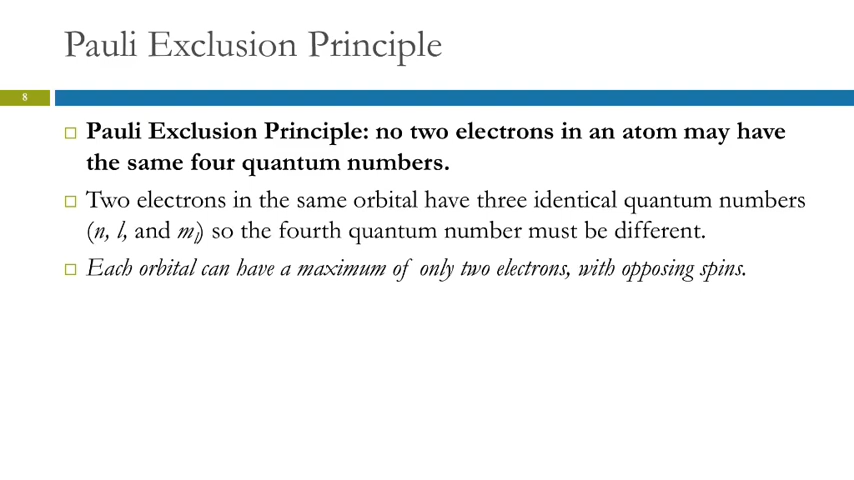 Pauli Exclusion Principle
8
Pauli Exclusion Principle: no two electrons in an atom may have
the same four quantum numbers.
Two electrons in the same orbital have three identical quantum numbers
(n, l, and ml) so the fourth quantum number must be different.
Each orbital can have a maximum of only two electrons, with opposing spins.